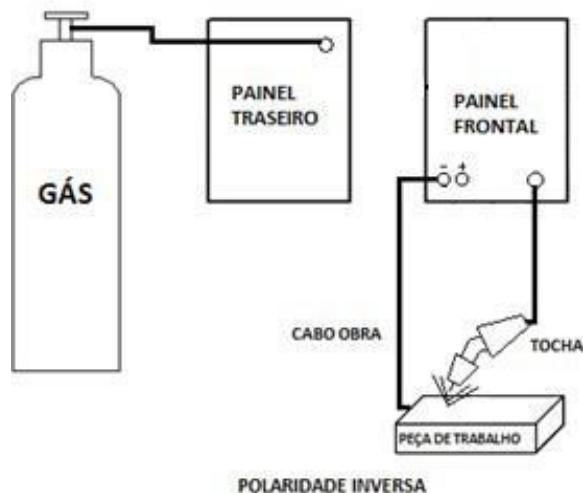 GÁS
PAINEL
TRASEIRO
PAINEL
FRONTAL
- +
CABO OBRA
TOCHA
PEÇA DE TRABALHO
POLARIDADE INVERSA